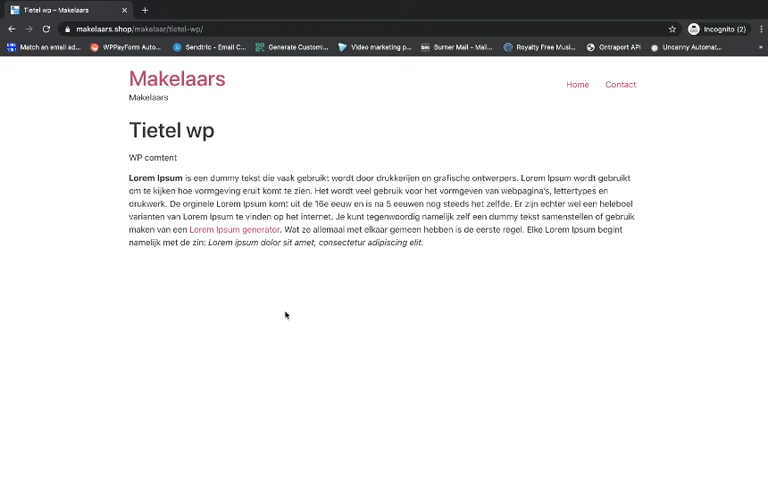 Tietel wp – Makelaars
makelaars.shop/makelaar/tietel-wp/
Incognito (2)
Match an email ad... WPPayForm Auto... Sendtric - Email C... Generate Customi... Video marketing p... Burner Mail - Mail... Royalty Free Musi... Ontraport API Uncanny Automat... »
Makelaars
Makelaars
Home Contact
Tietel wp
WP comtent
Lorem Ipsum is een dummy tekst die vaak gebruikt wordt door drukkerijen en grafische ontwerpers. Lorem Ipsum wordt gebruikt
om te kijken hoe vormgeving eruit komt te zien. Het wordt veel gebruik voor het vormgeven van webpagina's, lettertypes en
drukwerk. De orginele Lorem Ipsum komt uit de 16e eeuw en is na 5 eeuwen nog steeds het zelfde. Er zijn echter wel een heleboel
varianten van Lorem Ipsum te vinden op het internet. Je kunt tegenwoordig namelijk zelf een dummy tekst samenstellen of gebruik
maken van een Lorem Ipsum generator. Wat ze allemaal met elkaar gemeen hebben is de eerste regel. Elke Lorem Ipsum begint
namelijk met de zin: Lorem ipsum dolor sit amet, consectetur adipiscing elit.